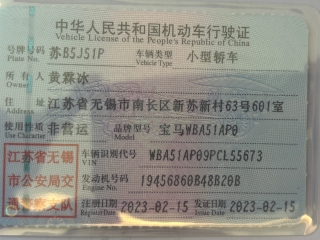 中华人民共和国机动车行驶证
Vehicle License of the People's Republic of China
号牌号码 苏B5J51P 车辆类型 小型轿车
Plate No. Vehicle Type
所有人 黄霖冰
Owner
住址 江苏省无锡市南长区新苏新村63号601室
Address
使用性质 非营运 品牌型号 宝马WBA51AP0
Use Character Model
江苏省无锡市公安局交通警察支队
车辆识别代号 WBA51AP09PCL55673
VIN
发动机号码 19456860B48B20B
Engine No.
注册日期 2023-02-15 发证日期 2023-02-15
Register Date Issue Date